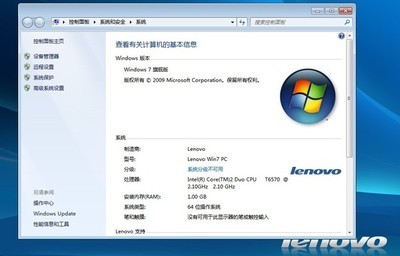 控制面板 ▸ 系统和安全 ▸ 系统
搜索控制面板
控制面板主页
设备管理器
远程设置
系统保护
高级系统设置
查看有关计算机的基本信息
Windows 版本
Windows 7 旗舰版
版权所有 © 2009 Microsoft Corporation。保留所有权利。
系统
制造商: Lenovo
型号: Lenovo Win7 PC
分级: 系统分级不可用
处理器: Intel(R) Core(TM)2 Duo CPU T6570 @
2.10GHz 2.10 GHz
安装内存(RAM): 1.00 GB
系统类型: 64 位操作系统
笔和触摸: 没有可用于此显示器的笔或触控输入
Lenovo 支持
lenovo
另请参阅
操作中心
Windows Update
性能信息和工具
lenovo